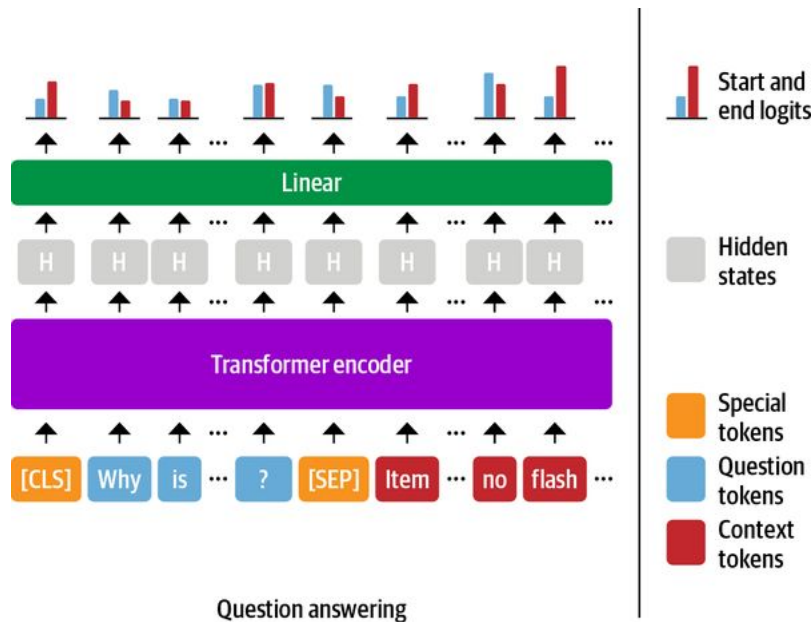 Start and
end logits
... ... ... ...
Linear
... ... ... ...
H H H H H H H H
Hidden
states
... ... ... ...
Transformer encoder
... ... ... ...
[CLS] Why is ... ? [SEP] Item ... no flash ...
Special
tokens
Question
tokens
Context
tokens
Question answering